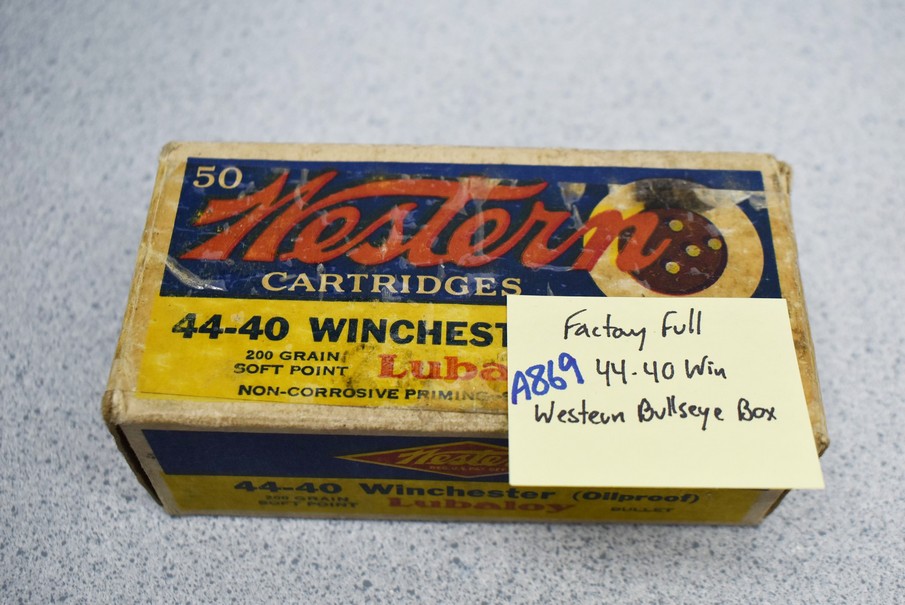 50
Western
CARTRIDGES
44-40 WINCHEST
200 GRAIN
SOFT POINT
Luba
NON-CORROSIVE PRIMING
Factory Full
A869 44-40 Win
Western Bullseye Box
Weste
44-40 Winchester (Oilproof)
200 GRAIN
SOFT POINT
Lubaloy
BULLET